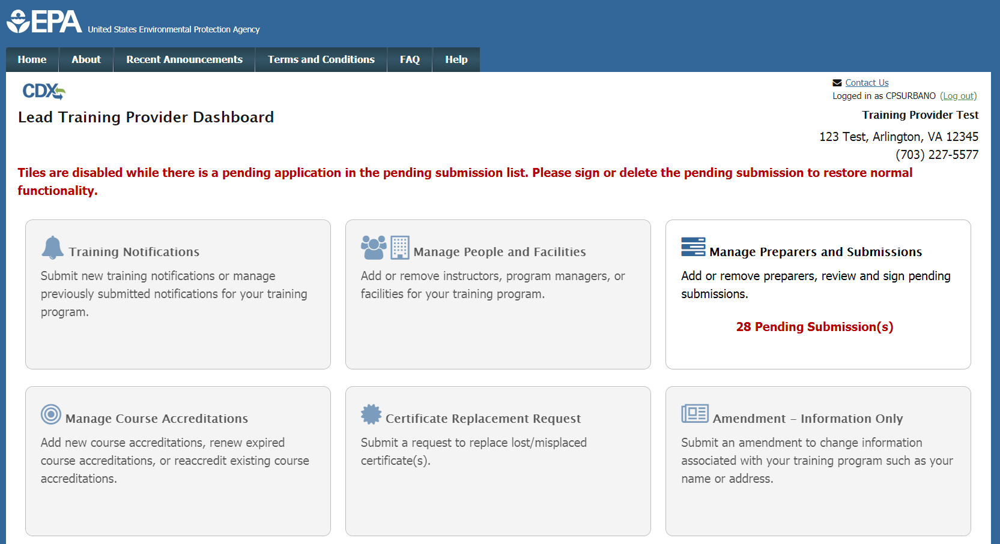 EPA United States Environmental Protection Agency
Home About Recent Announcements Terms and Conditions FAQ Help
CDX
Contact Us
Logged in as CPSURBANO (Log out)
Lead Training Provider Dashboard
Training Provider Test
123 Test, Arlington, VA 12345
(703) 227-5577
Tiles are disabled while there is a pending application in the pending submission list. Please sign or delete the pending submission to restore normal
functionality.
Training Notifications
Submit new training notifications or manage
previously submitted notifications for your training
program.
Manage People and Facilities
Add or remove instructors, program managers, or
facilities for your training program.
Manage Preparers and Submissions
Add or remove preparers, review and sign pending
submissions.
28 Pending Submission(s)
Manage Course Accreditations
Add new course accreditations, renew expired
course accreditations, or reaccredit existing course
accreditations.
Certificate Replacement Request
Submit a request to replace lost/misplaced
certificate(s).
Amendment – Information Only
Submit an amendment to change information
associated with your training program such as your
name or address.